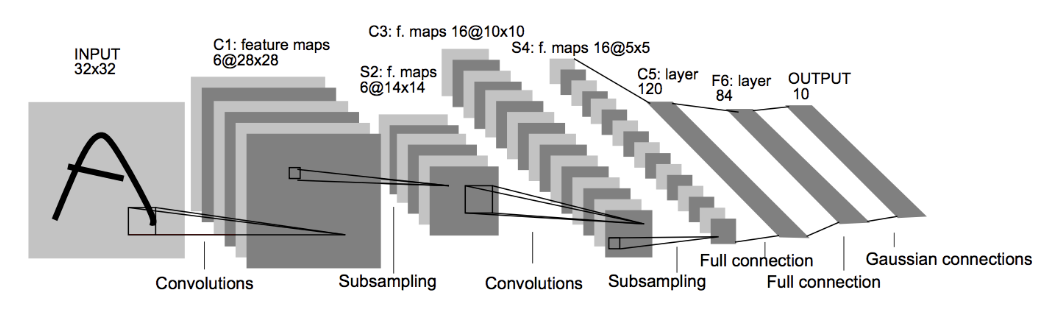 INPUT
32x32
C1: feature maps
6@28x28
S2: f. maps
6@14x14
C3: f. maps 16@10x10
S4: f. maps 16@5x5
C5: layer
120
F6: layer
84
OUTPUT
10
Convolutions
Subsampling
Convolutions
Subsampling
Full connection
Full connection
Gaussian connections